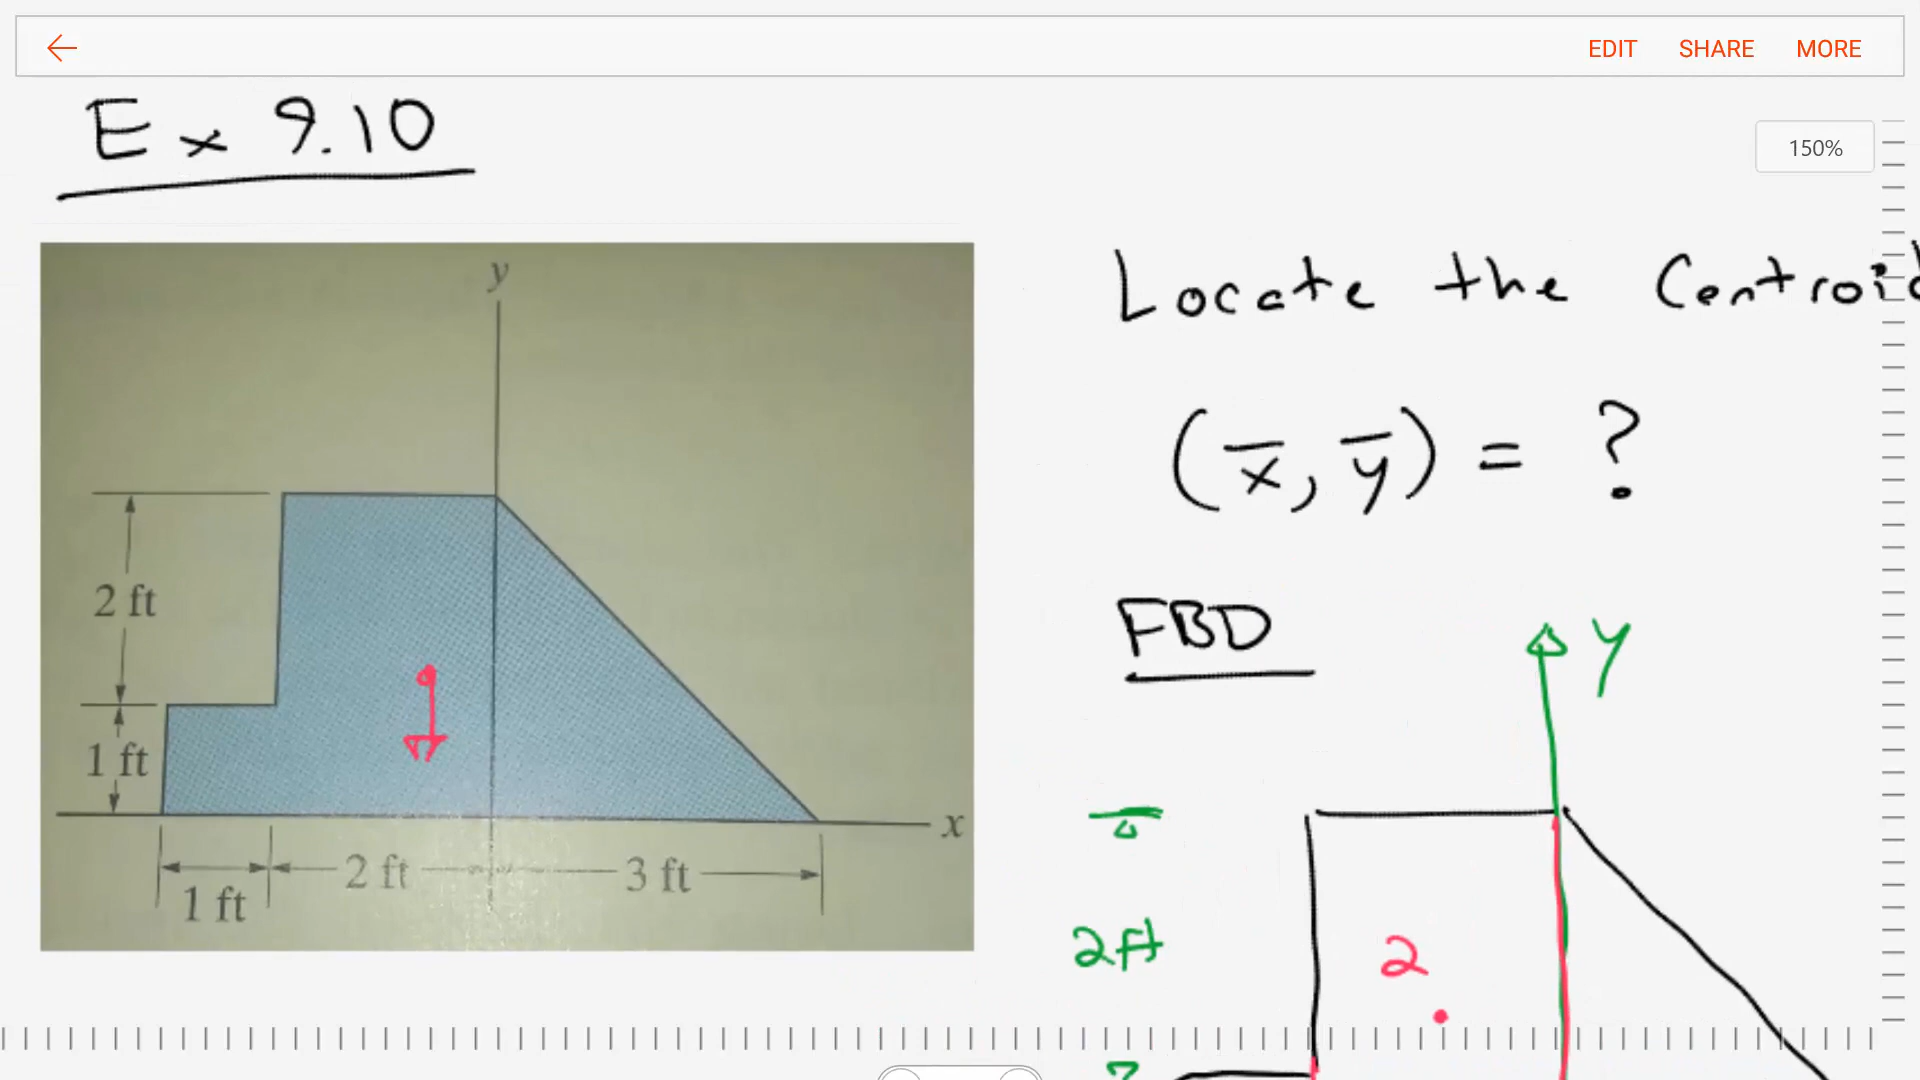 EDIT SHARE MORE
Ex 9.10
150%
Locate the Centroid
(x̅, y̅) = ?
y
2 ft
1 ft
x
2 ft
3 ft
1 ft
FBD
y
2ft
2